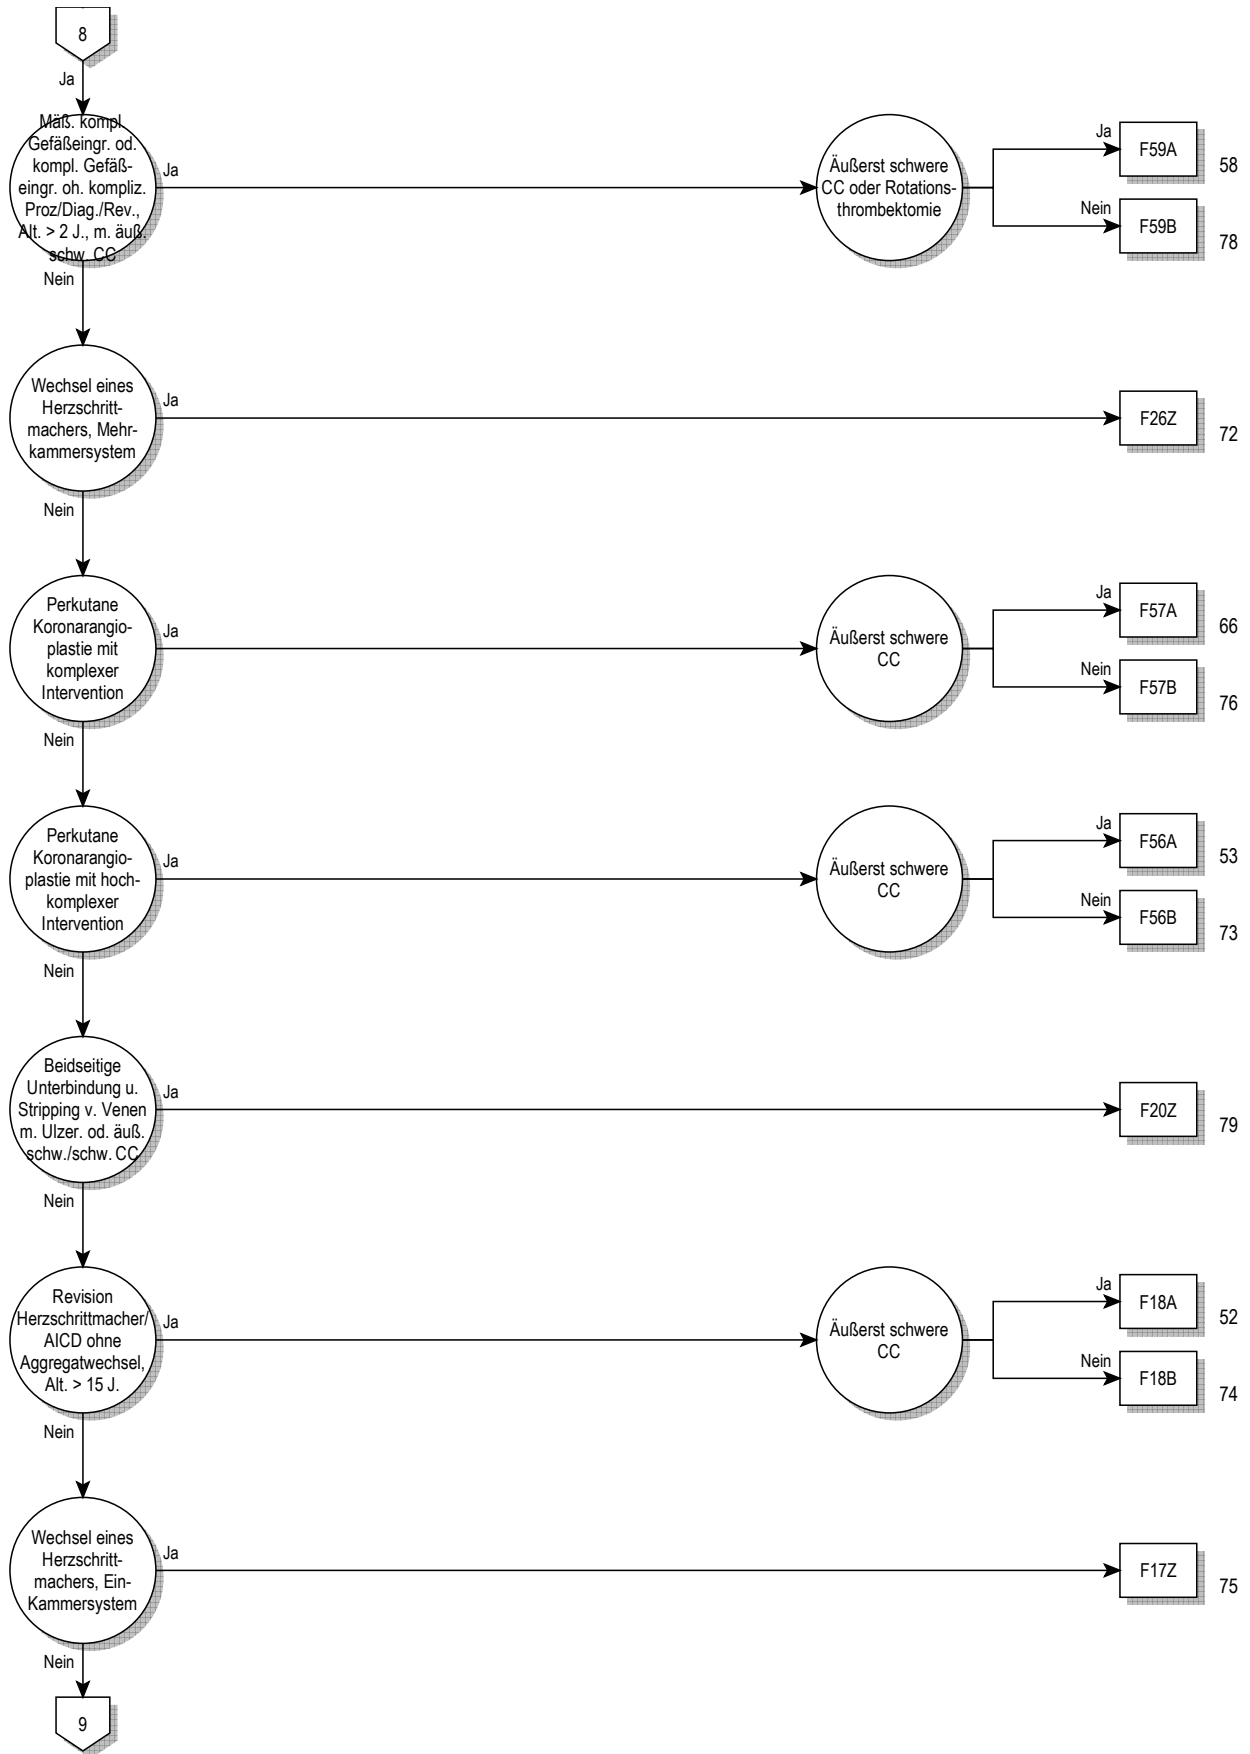 8
Ja
Mäß. kompl.
Gefäßeingr. od.
kompl. Gefäß-
eingr. oh. kompliz.
Proz/Diag./Rev.,
Alt. > 2 J., m. äuß.
schw. CC
Ja
Äußerst schwere
CC oder Rotations-
thrombektomie
Ja
F59A
58
Nein
F59B
78
Nein
Wechsel eines
Herzschritt-
machers, Mehr-
kammersystem
Ja
F26Z
72
Nein
Perkutane
Koronarangio-
plastie mit
komplexer
Intervention
Ja
Äußerst schwere
CC
Ja
F57A
66
Nein
F57B
76
Nein
Perkutane
Koronarangio-
plastie mit hoch-
komplexer
Intervention
Ja
Äußerst schwere
CC
Ja
F56A
53
Nein
F56B
73
Nein
Beidseitige
Unterbindung u.
Stripping v. Venen
m. Ulzer. od. äuß.
schw./schw. CC
Ja
F20Z
79
Nein
Revision
Herzschrittmacher/
AICD ohne
Aggregatwechsel,
Alt. > 15 J.
Ja
Äußerst schwere
CC
Ja
F18A
52
Nein
F18B
74
Nein
Wechsel eines
Herzschritt-
machers, Ein-
Kammersystem
Ja
F17Z
75
Nein
9